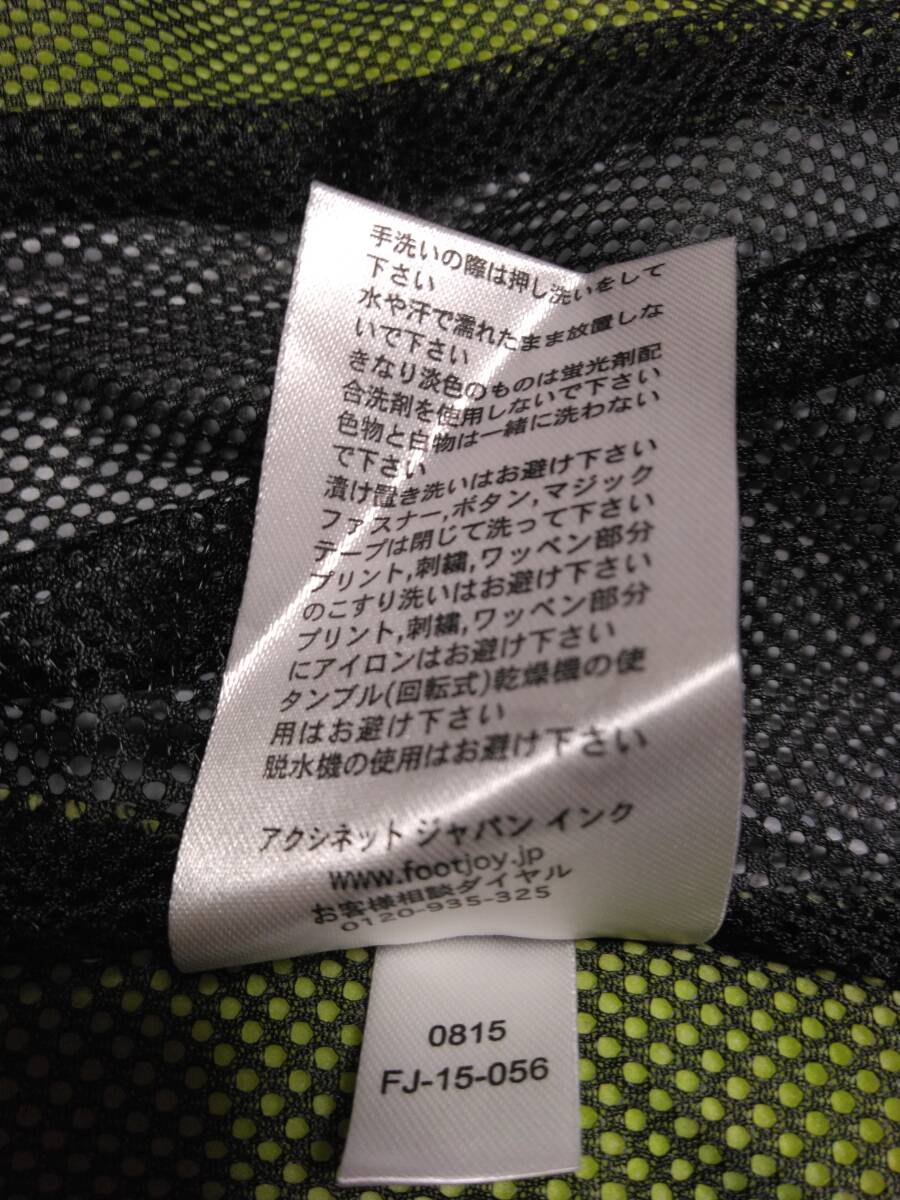 手洗いの際は押し洗いをして
下さい
水や汗で濡れたまま放置しな
いで下さい
きなり淡色のものは蛍光剤配
合洗剤を使用しないで下さい
色物と白物は一緒に洗わない
で下さい
漬け置き洗いはお避け下さい
ファスナー,ボタン,マジック
テープは閉じて洗って下さい
プリント,刺繍,ワッペン部分
のこすり洗いはお避け下さい
プリント,刺繍,ワッペン部分
にアイロンはお避け下さい
タンブル(回転式)乾燥機の使
用はお避け下さい
脱水機の使用はお避け下さい
アクシネット ジャパン インク
www.footjoy.jp
お客様相談ダイヤル
0120-935-325
0815
FJ-15-056